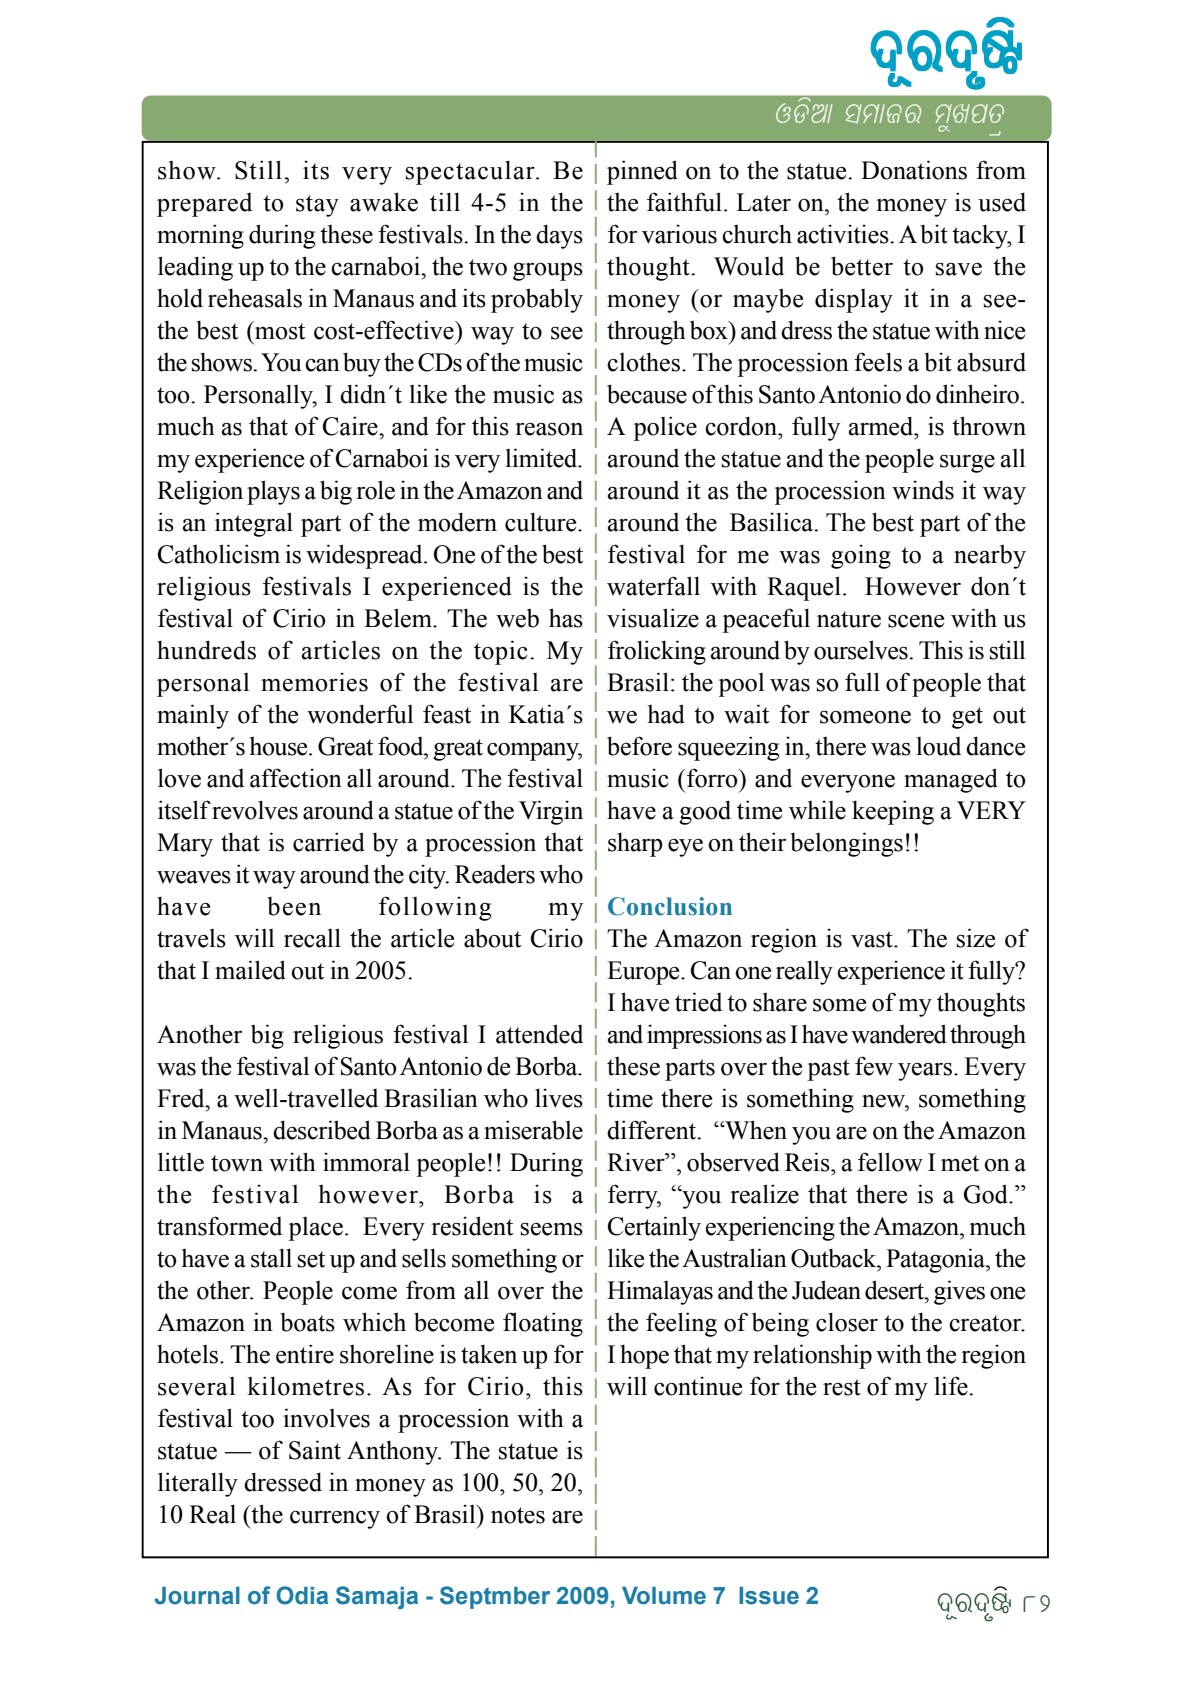 ଦୂରଦୃଷ୍ଟି
ଓଡିଆ ସମାଜର ମୁଖପତ୍ର
show. Still, its very spectacular. Be
prepared to stay awake till 4-5 in the
morning during these festivals. In the days
leading up to the carnaboi, the two groups
hold reheasals in Manaus and its probably
the best (most cost-effective) way to see
the shows. You can buy the CDs of the music
too. Personally, I didn´t like the music as
much as that of Caire, and for this reason
my experience of Carnaboi is very limited.
Religion plays a big role in the Amazon and
is an integral part of the modern culture.
Catholicism is widespread. One of the best
religious festivals I experienced is the
festival of Cirio in Belem. The web has
hundreds of articles on the topic. My
personal memories of the festival are
mainly of the wonderful feast in Katia´s
mother´s house. Great food, great company,
love and affection all around. The festival
itself revolves around a statue of the Virgin
Mary that is carried by a procession that
weaves it way around the city. Readers who
have been following my
travels will recall the article about Cirio
that I mailed out in 2005.
Another big religious festival I attended
was the festival of Santo Antonio de Borba.
Fred, a well-travelled Brasilian who lives
in Manaus, described Borba as a miserable
little town with immoral people!! During
the festival however, Borba is a
transformed place. Every resident seems
to have a stall set up and sells something or
the other. People come from all over the
Amazon in boats which become floating
hotels. The entire shoreline is taken up for
several kilometres. As for Cirio, this
festival too involves a procession with a
statue — of Saint Anthony. The statue is
literally dressed in money as 100, 50, 20,
10 Real (the currency of Brasil) notes are
pinned on to the statue. Donations from
the faithful. Later on, the money is used
for various church activities. A bit tacky, I
thought. Would be better to save the
money (or maybe display it in a see-
through box) and dress the statue with nice
clothes. The procession feels a bit absurd
because of this Santo Antonio do dinheiro.
A police cordon, fully armed, is thrown
around the statue and the people surge all
around it as the procession winds it way
around the Basilica. The best part of the
festival for me was going to a nearby
waterfall with Raquel. However don´t
visualize a peaceful nature scene with us
frolicking around by ourselves. This is still
Brasil: the pool was so full of people that
we had to wait for someone to get out
before squeezing in, there was loud dance
music (forro) and everyone managed to
have a good time while keeping a VERY
sharp eye on their belongings!!
Conclusion
The Amazon region is vast. The size of
Europe. Can one really experience it fully?
I have tried to share some of my thoughts
and impressions as I have wandered through
these parts over the past few years. Every
time there is something new, something
different. “When you are on the Amazon
River”, observed Reis, a fellow I met on a
ferry, “you realize that there is a God.”
Certainly experiencing the Amazon, much
like the Australian Outback, Patagonia, the
Himalayas and the Judean desert, gives one
the feeling of being closer to the creator.
I hope that my relationship with the region
will continue for the rest of my life.
Journal of Odia Samaja - Septmber 2009, Volume 7 Issue 2
ଦୂରଦୃଷ୍ଟି ୮୨